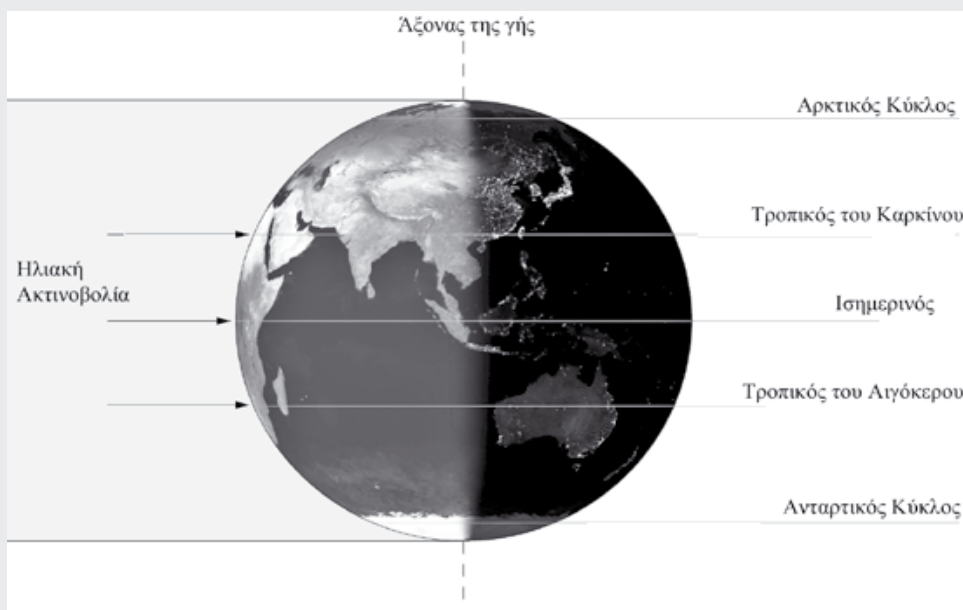 Άξονας της γής
Αρκτικός Κύκλος
Τροπικός του Καρκίνου
Ηλιακή
Ακτινοβολία
Ισημερινός
Τροπικός του Αιγόκερου
Ανταρτικός Κύκλος